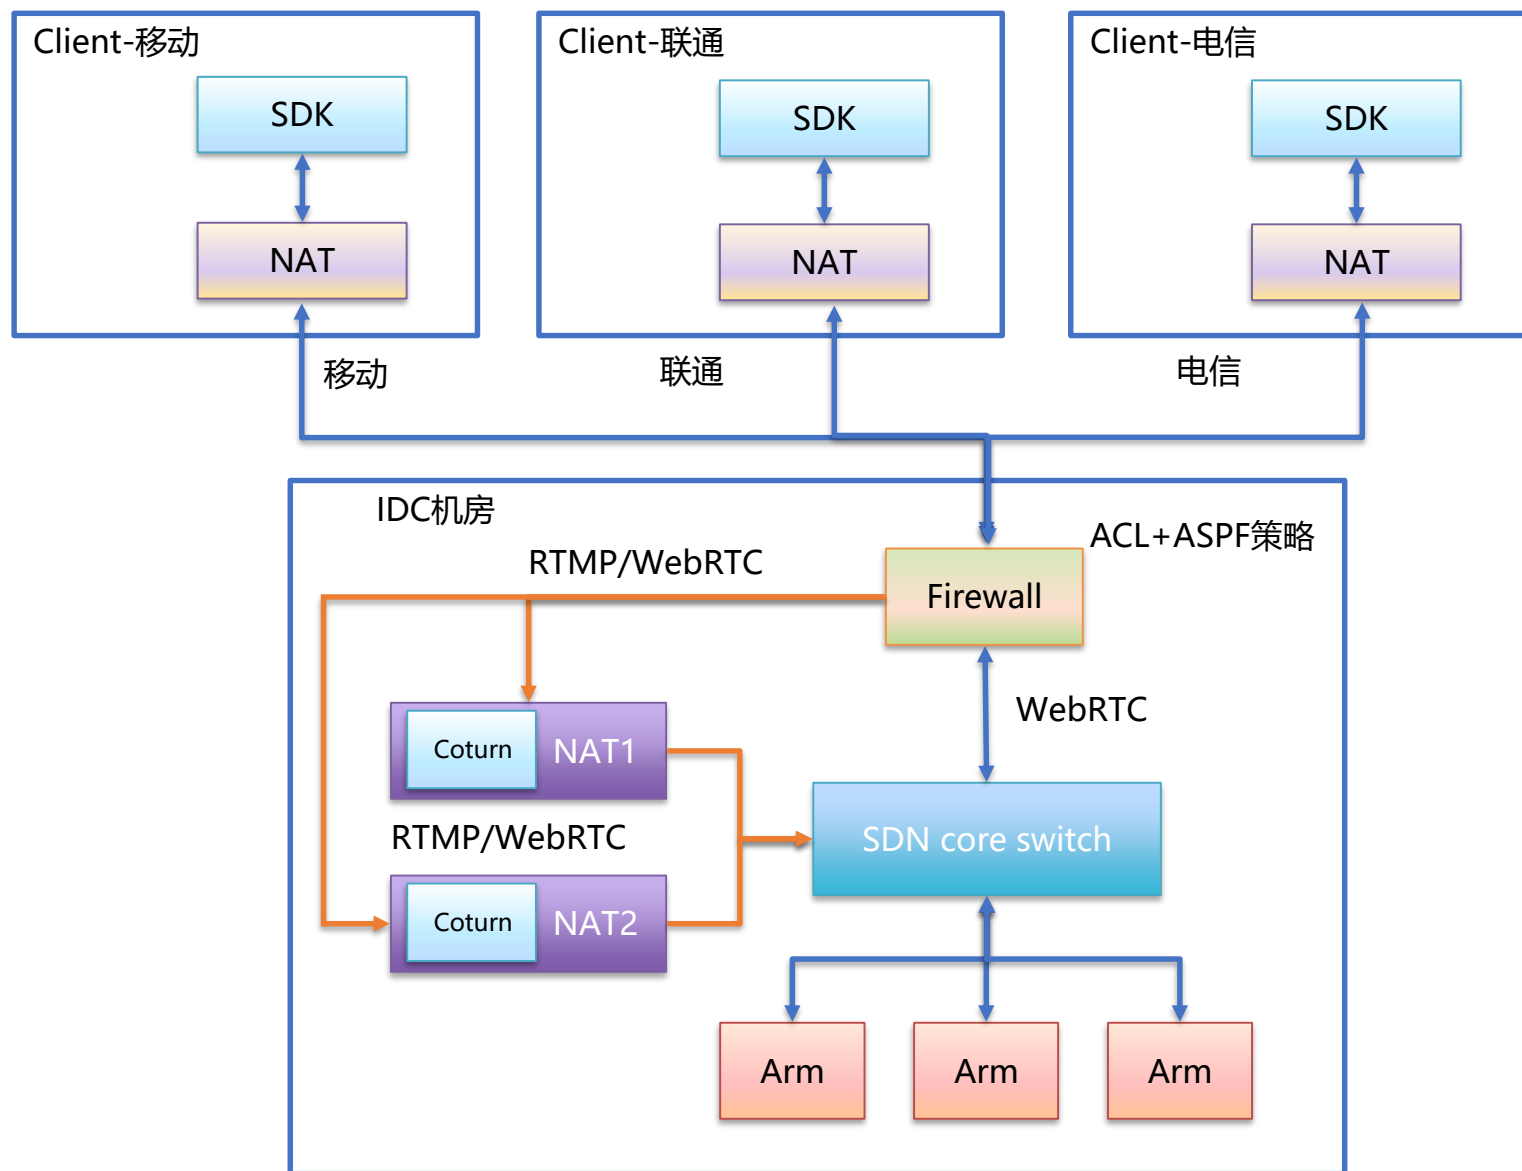 Client-移动
Client-联通
Client-电信
SDK
SDK
SDK
NAT
NAT
NAT
移动
联通
电信
IDC机房
ACL+ASPF策略
RTMP/WebRTC
Firewall
WebRTC
Coturn
NAT1
RTMP/WebRTC
SDN core switch
Coturn
NAT2
Arm
Arm
Arm